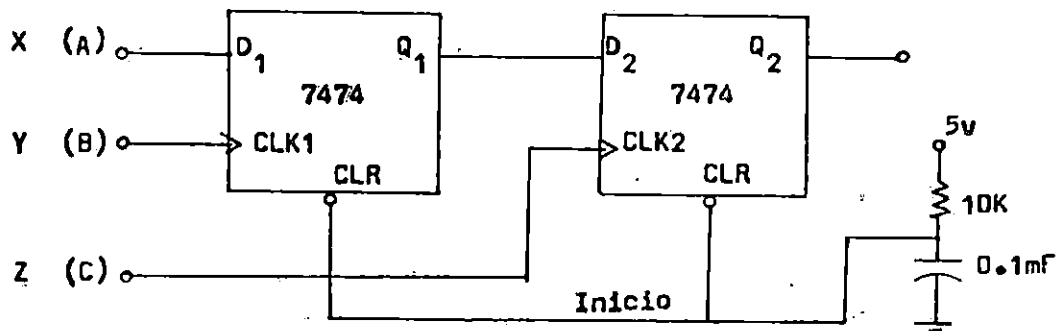 X (A) D₁ Q₁ D₂ Q₂
7474 7474
5v
Y (B) CLK1 CLK2
CLR CLR
10K
Z (C) 0.1mF
Inicio